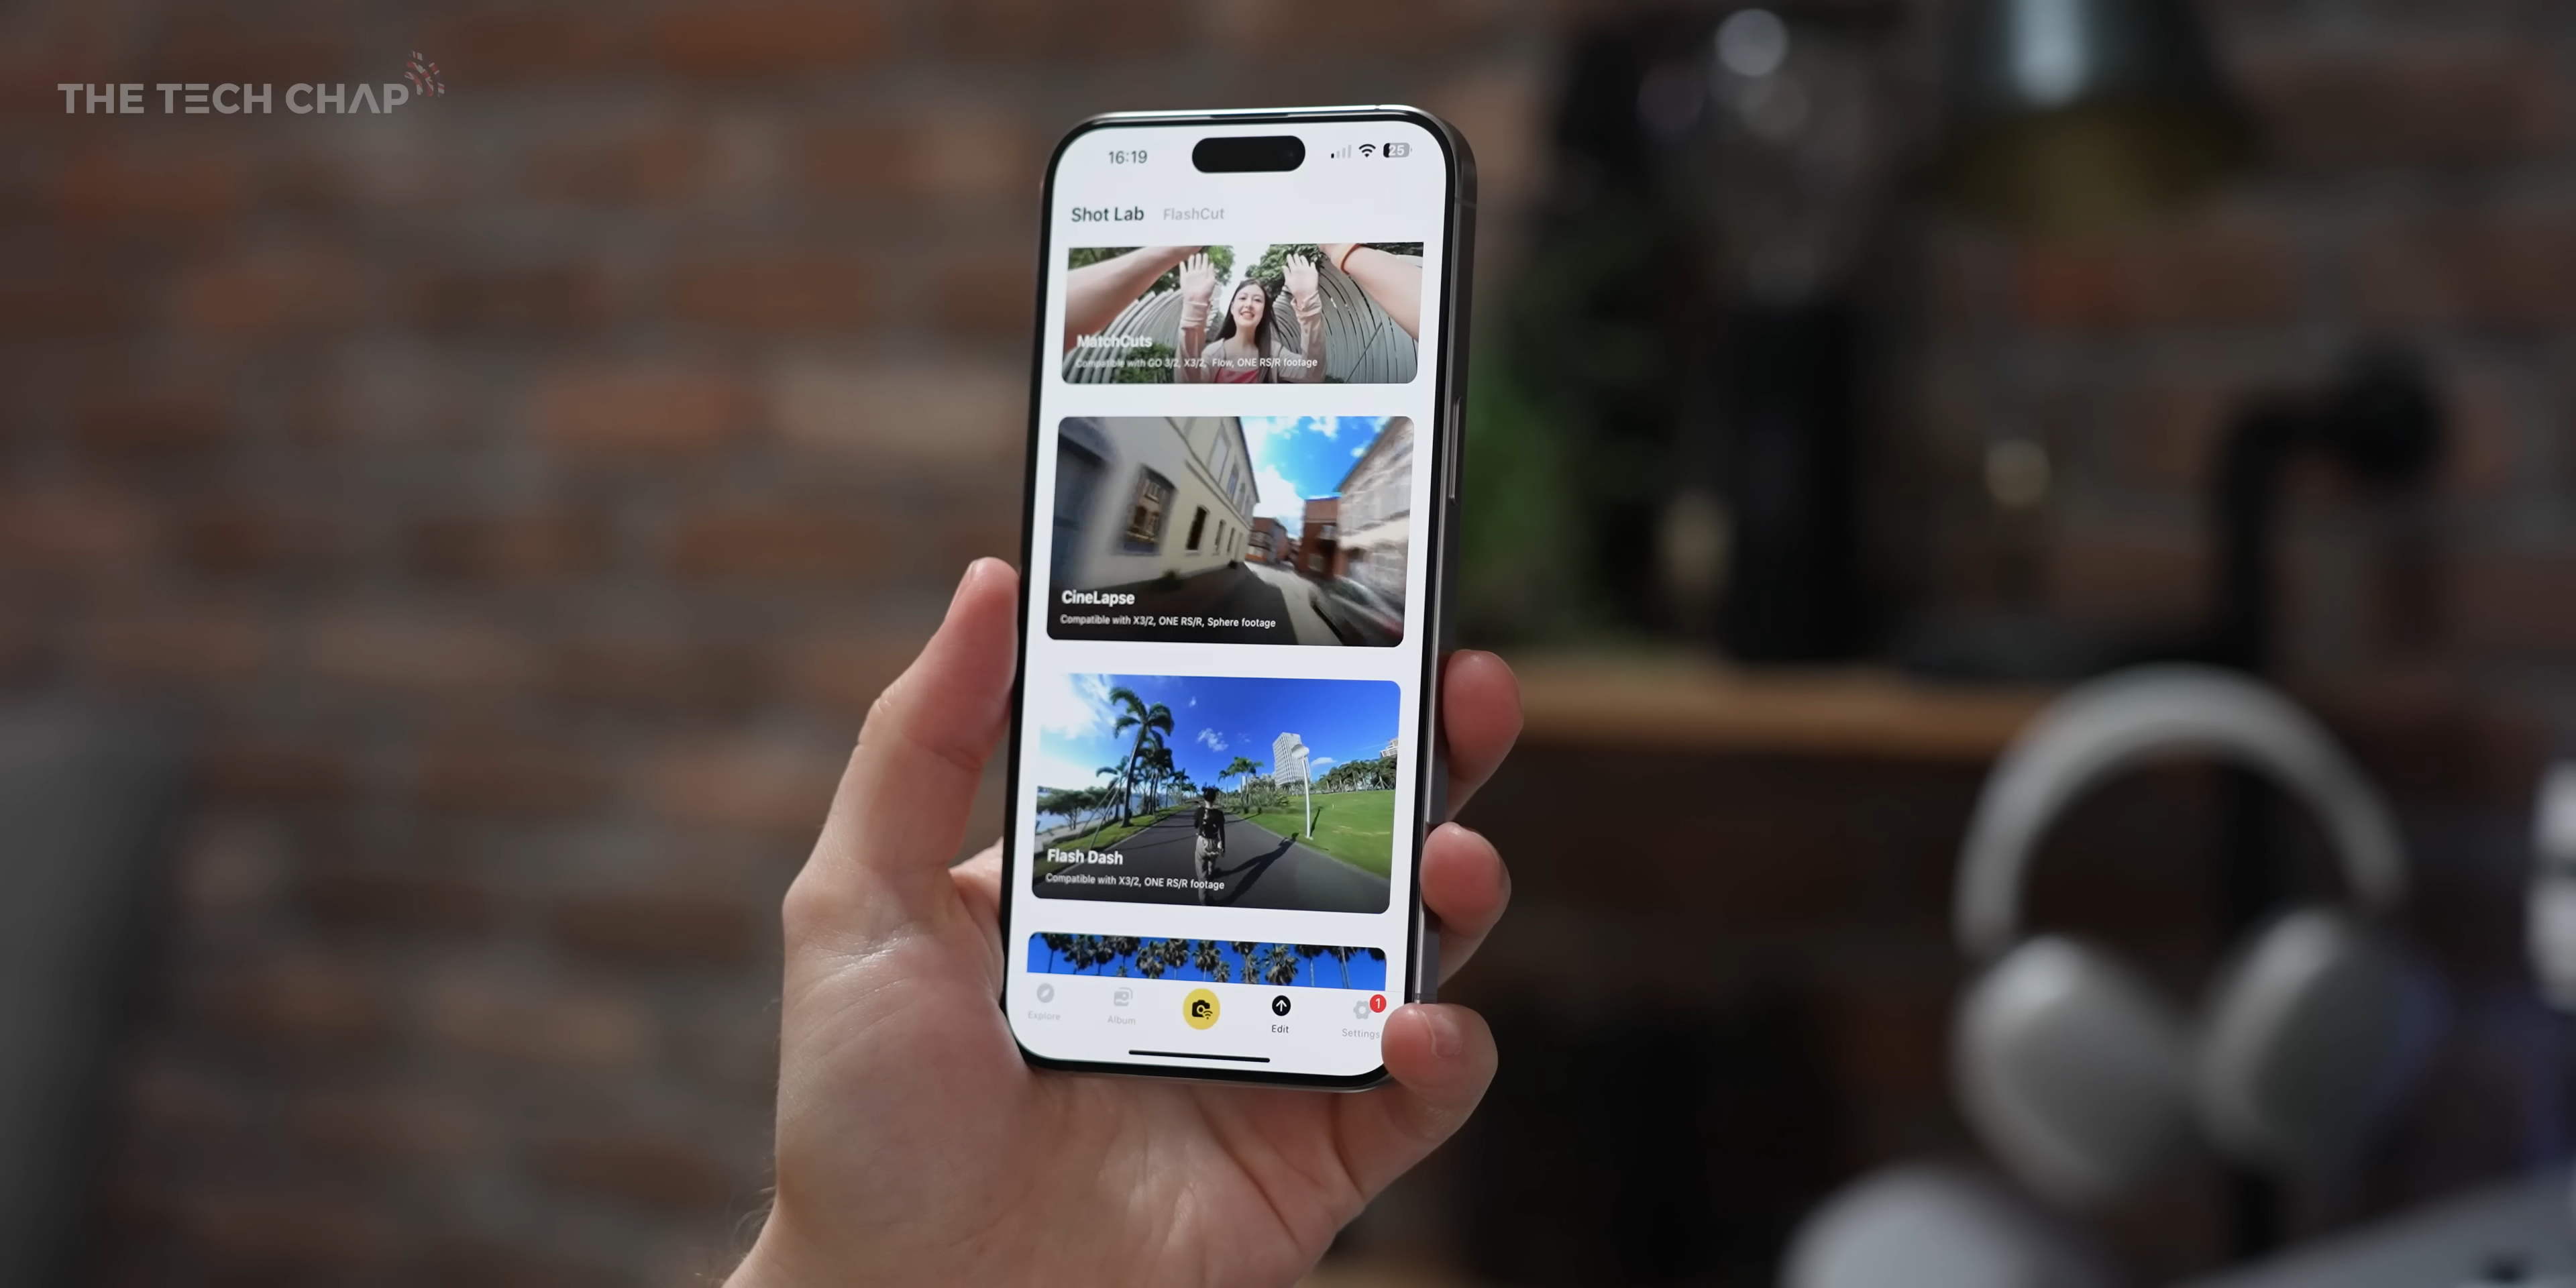 THE TECH CHAP
16:19
25
Shot Lab FlashCut
MatchCuts
Compatible with GO 3/2, X3/2, Flow, ONE RS/R footage
CineLapse
Compatible with X3/2, ONE RS/R, Sphere footage
Flash Dash
Compatible with X3/2, ONE RS/R footage
Explore
Album
Edit
Settings
1